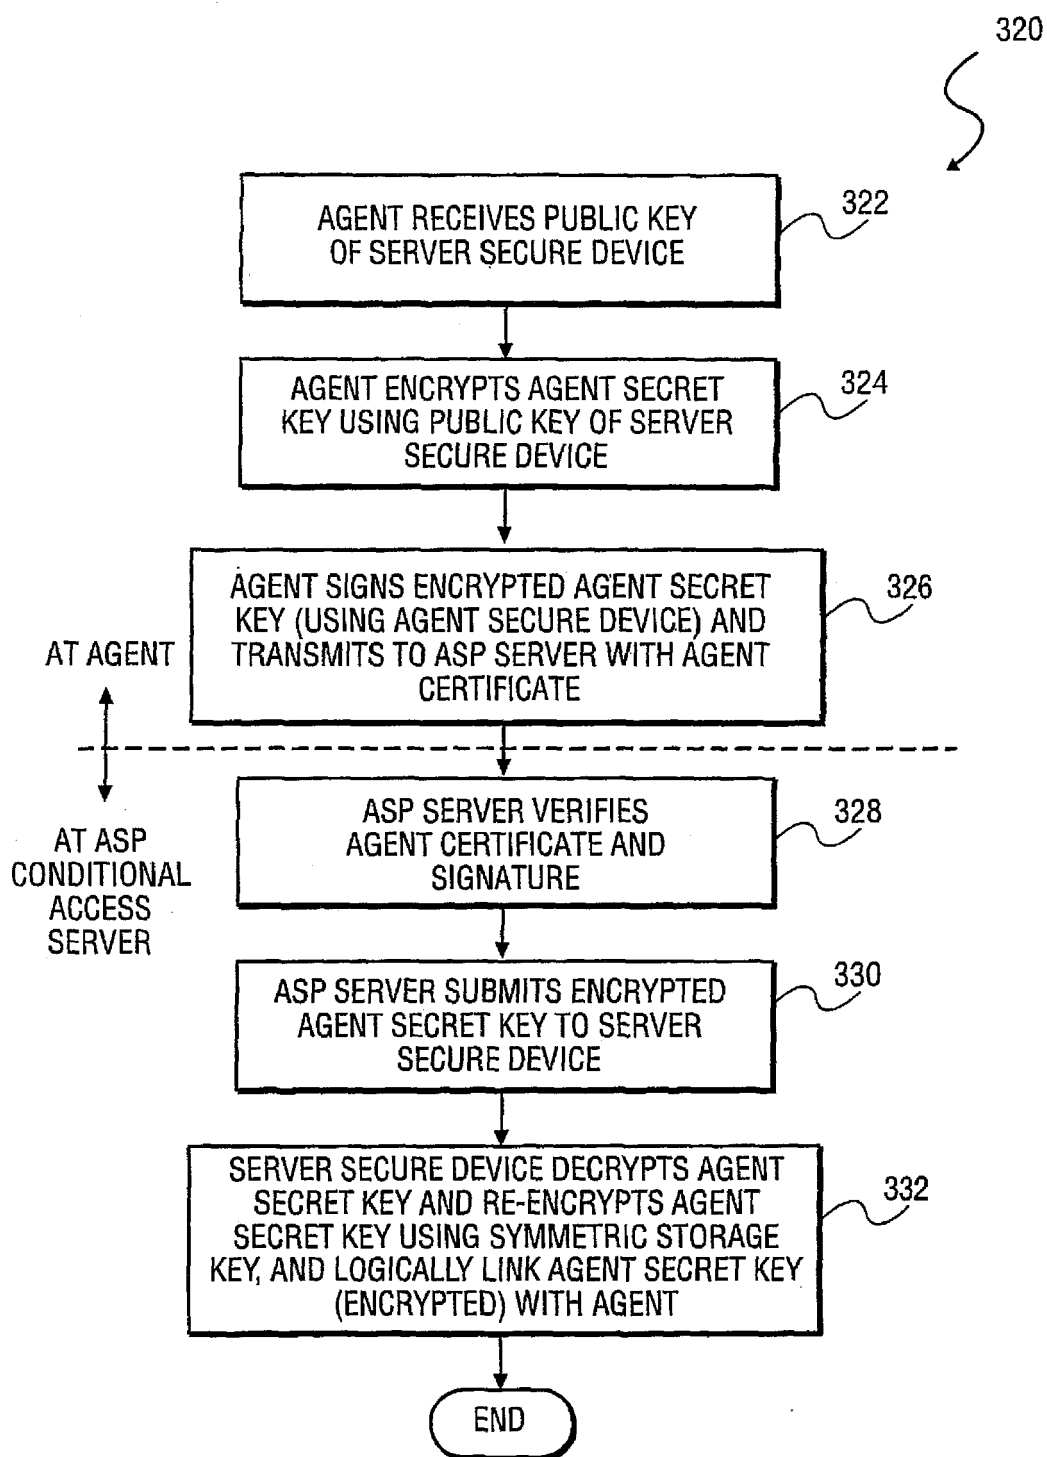 320
AGENT RECEIVES PUBLIC KEY
OF SERVER SECURE DEVICE
322
AGENT ENCRYPTS AGENT SECRET
KEY USING PUBLIC KEY OF SERVER
SECURE DEVICE
324
AGENT SIGNS ENCRYPTED AGENT SECRET
KEY (USING AGENT SECURE DEVICE) AND
TRANSMITS TO ASP SERVER WITH AGENT
CERTIFICATE
326
AT AGENT
AT ASP
CONDITIONAL
ACCESS
SERVER
ASP SERVER VERIFIES
AGENT CERTIFICATE AND
SIGNATURE
328
ASP SERVER SUBMITS ENCRYPTED
AGENT SECRET KEY TO SERVER
SECURE DEVICE
330
SERVER SECURE DEVICE DECRYPTS AGENT
SECRET KEY AND RE-ENCRYPTS AGENT
SECRET KEY USING SYMMETRIC STORAGE
KEY, AND LOGICALLY LINK AGENT SECRET KEY
(ENCRYPTED) WITH AGENT
332
END